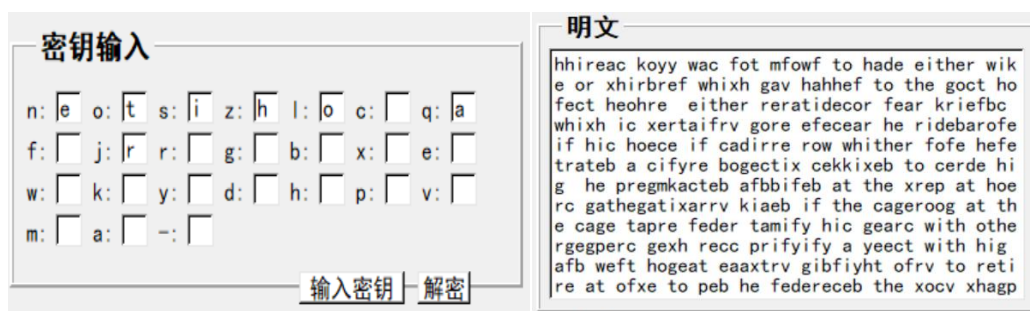 密钥输入
n: e o: t s: i z: h l: o c: q: a
f: j: r r: g: b: x: e:
w: k: y: d: h: p: v:
m: a: -:
输入密钥 解密
明文
hhireac koyy wac fot mfowf to hade either wik
e or xhirbref whixh gav hahhef to the goct ho
fect heohre either reratidecor fear kriefbc
whixh ic xertaifrv gore efecear he ridebarofe
if hic hoece if cadirre row whither fofe hefe
trateb a cifyre bogectix cekkixeb to cerde hi
g he pregmkacteb afbbifeb at the xrep at hoe
rc gathegatixarrv kiaeb if the cageroog at th
e cage tapre feder tamify hic gearc with othe
rgegperc gexh recc prifyify a yeect with hig
afb weft hogeat eaaxtrv gibfiyht ofrv to reti
re at ofxe to peb he federeceb the xocv xhagp